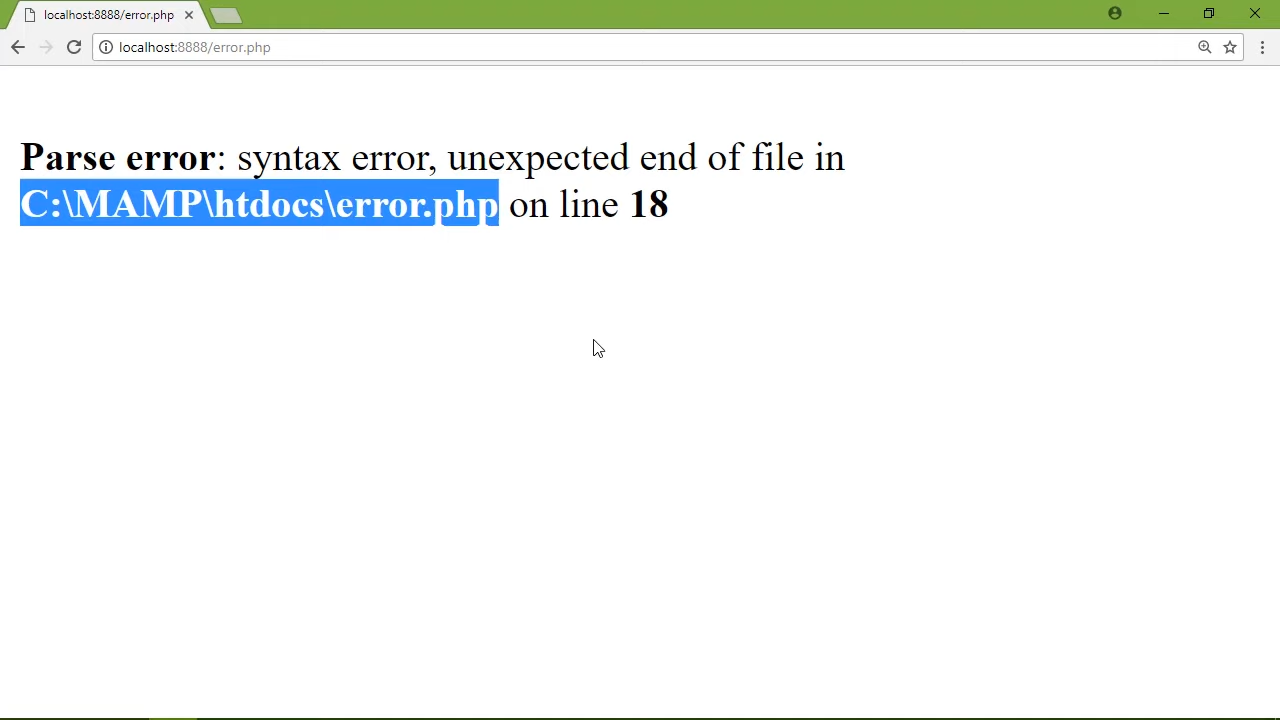 localhost:8888/error.php
localhost:8888/error.php
Parse error: syntax error, unexpected end of file in
C:\MAMP\htdocs\error.php on line 18